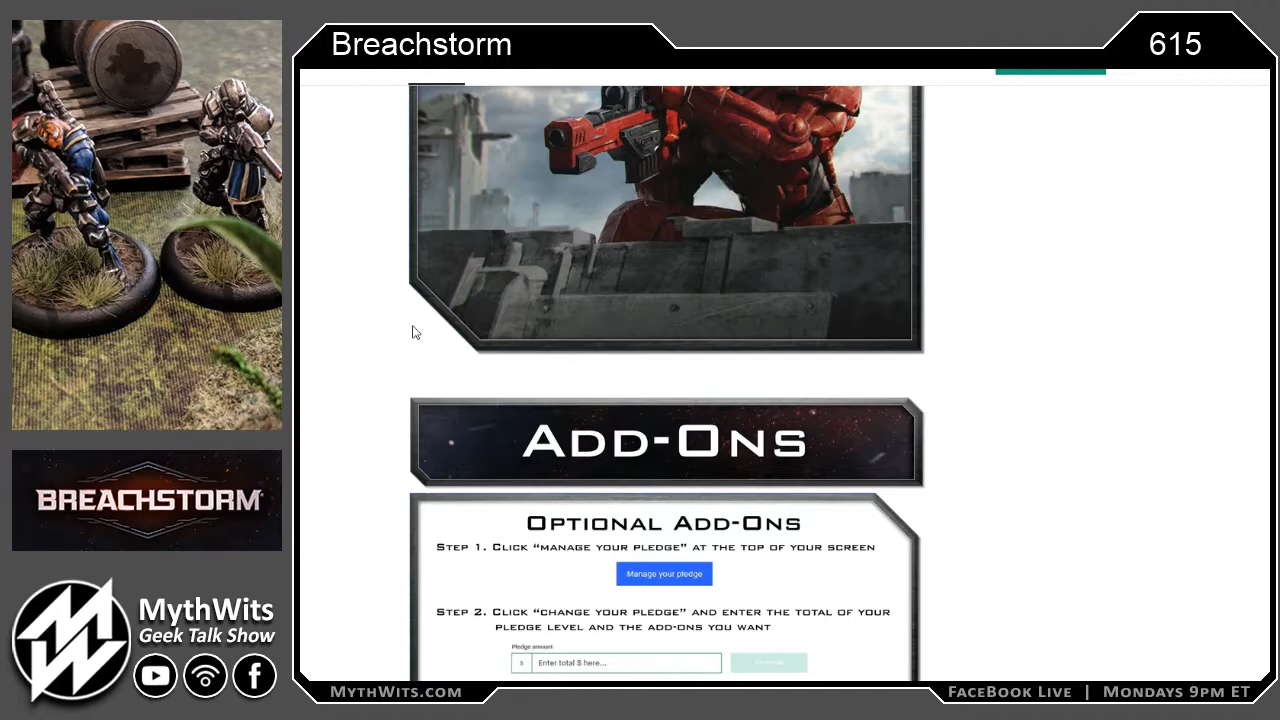 Breachstorm
615
BREACHSTORM
MythWits
Geek Talk Show
ADD-ONS
OPTIONAL ADD-ONS
STEP 1. CLICK “MANAGE YOUR PLEDGE” AT THE TOP OF YOUR SCREEN
Manage your pledge
STEP 2. CLICK “CHANGE YOUR PLEDGE” AND ENTER THE TOTAL OF YOUR
PLEDGE LEVEL AND THE ADD-ONS YOU WANT
Pledge amount
$ Enter total $ here...
MYTHWITS.COM
FACEBOOK LIVE | MONDAYS 9PM ET